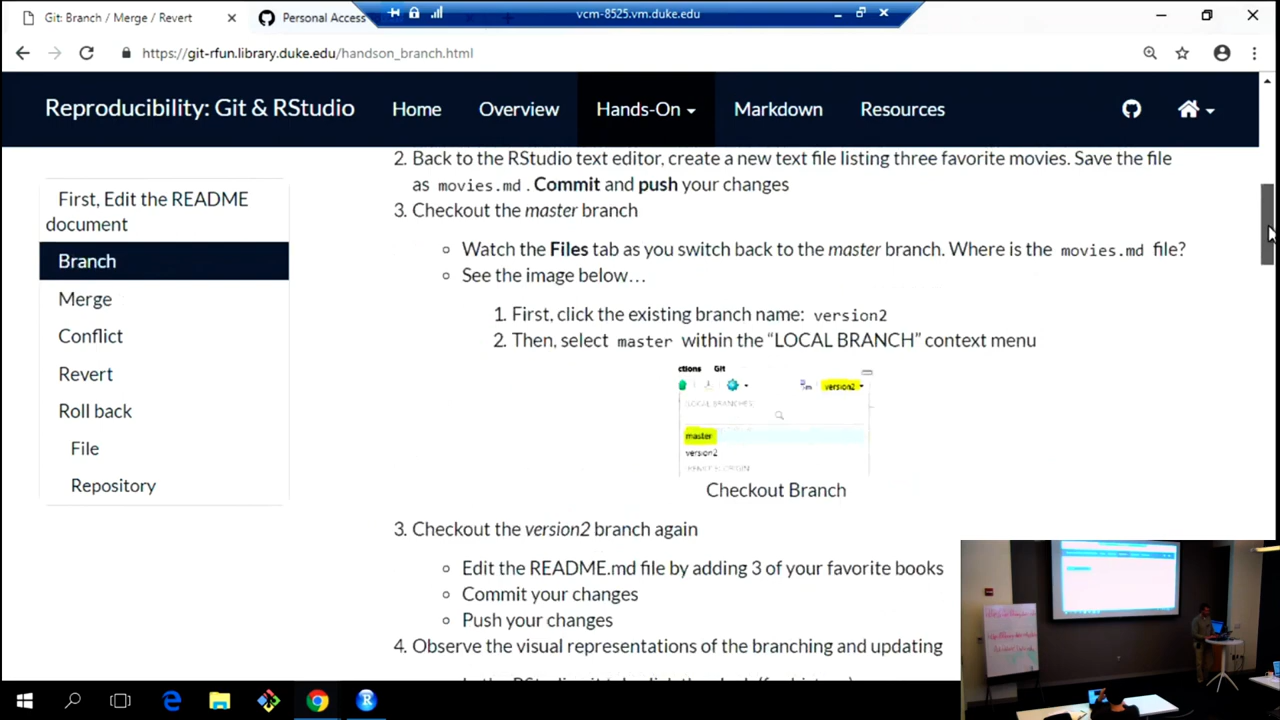 Git: Branch / Merge / Revert
Personal Access
vcm-8525.vm.duke.edu
https://git-rfun.library.duke.edu/handson_branch.html
Reproducibility: Git & RStudio
Home
Overview
Hands-On
Markdown
Resources
First, Edit the README
document
Branch
Merge
Conflict
Revert
Roll back
File
Repository
2. Back to the RStudio text editor, create a new text file listing three favorite movies. Save the file
as movies.md . Commit and push your changes
3. Checkout the master branch
Watch the Files tab as you switch back to the master branch. Where is the movies.md file?
See the image below…
1. First, click the existing branch name: version2
2. Then, select master within the “LOCAL BRANCH” context menu
ctions Git
version2
LOCAL BRANCHES
master
version2
Checkout Branch
3. Checkout the version2 branch again
Edit the README.md file by adding 3 of your favorite books
Commit your changes
Push your changes
4. Observe the visual representations of the branching and updating